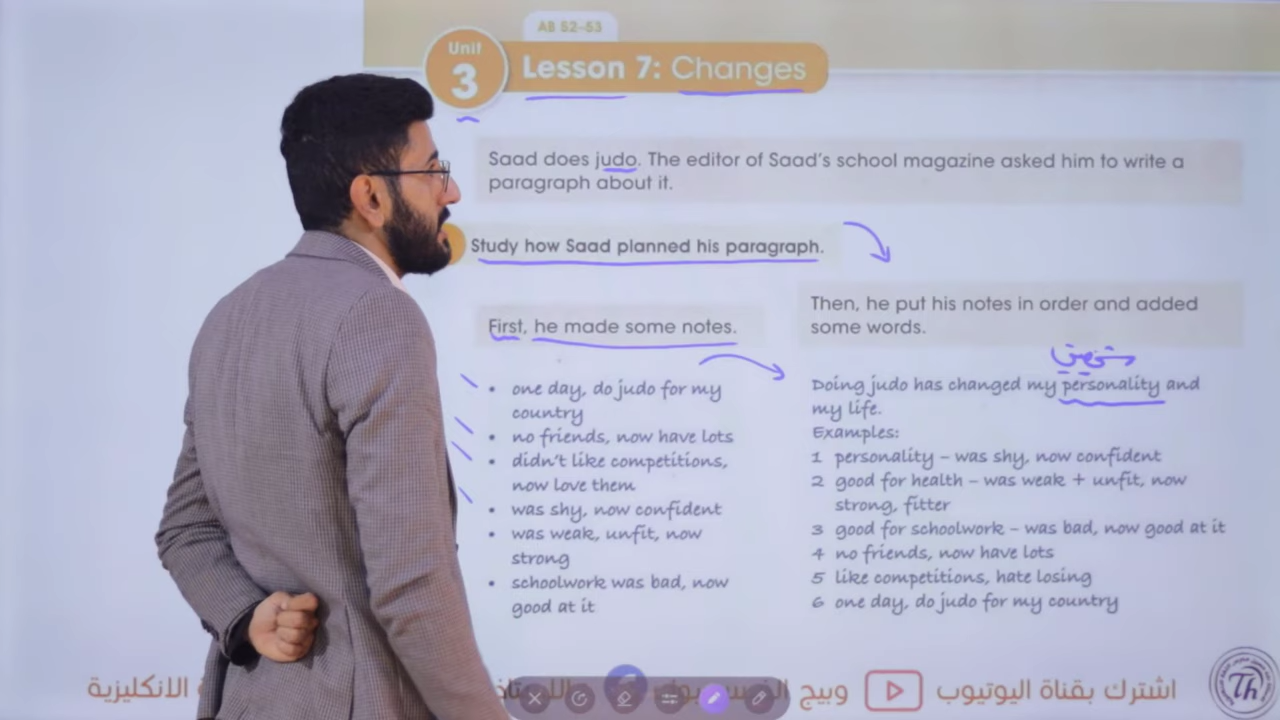 AB 52-53
Unit
3
Lesson 7: Changes
Saad does judo. The editor of Saad's school magazine asked him to write a
paragraph about it.
Study how Saad planned his paragraph.
First, he made some notes.
• one day, do judo for my
country
• no friends, now have lots
• didn't like competitions,
now love them
• was shy, now confident
• was weak, unfit, now
strong
• schoolwork was bad, now
good at it
Then, he put his notes in order and added
some words.
Doing judo has changed my personality and
my life.
Examples:
1 personality – was shy, now confident
2 good for health – was weak + unfit, now
strong, fitter
3 good for schoolwork – was bad, now good at it
4 no friends, now have lots
5 like competitions, hate losing
6 one day, do judo for my country
اشترك بقناة اليوتيوب وبيج الانكليزية
Th